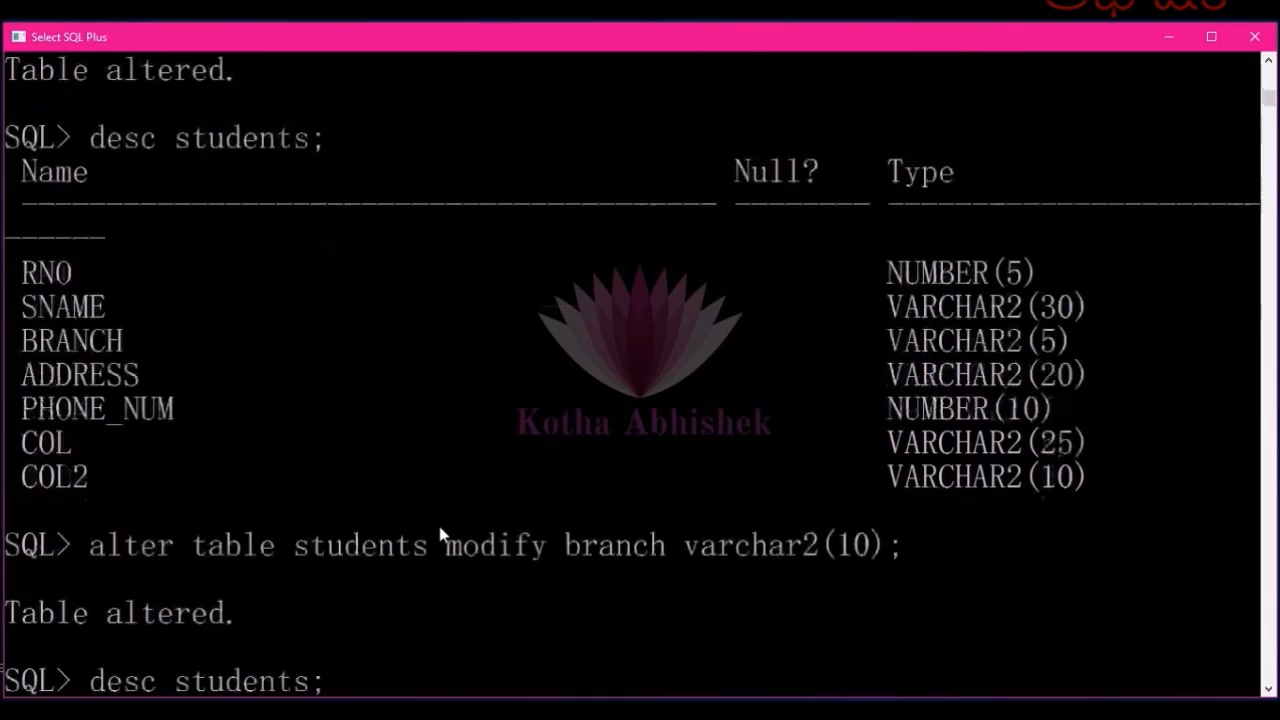 Select SQL Plus
Table altered.
SQL> desc students;
Name Null? Type
----------------------------------------- -------- ----------------------
------
RNO NUMBER(5)
SNAME VARCHAR2(30)
BRANCH VARCHAR2(5)
ADDRESS VARCHAR2(20)
PHONE_NUM NUMBER(10)
COL VARCHAR2(25)
COL2 VARCHAR2(10)
Kotha Abhishek
SQL> alter table students modify branch varchar2(10);
Table altered.
SQL> desc students;